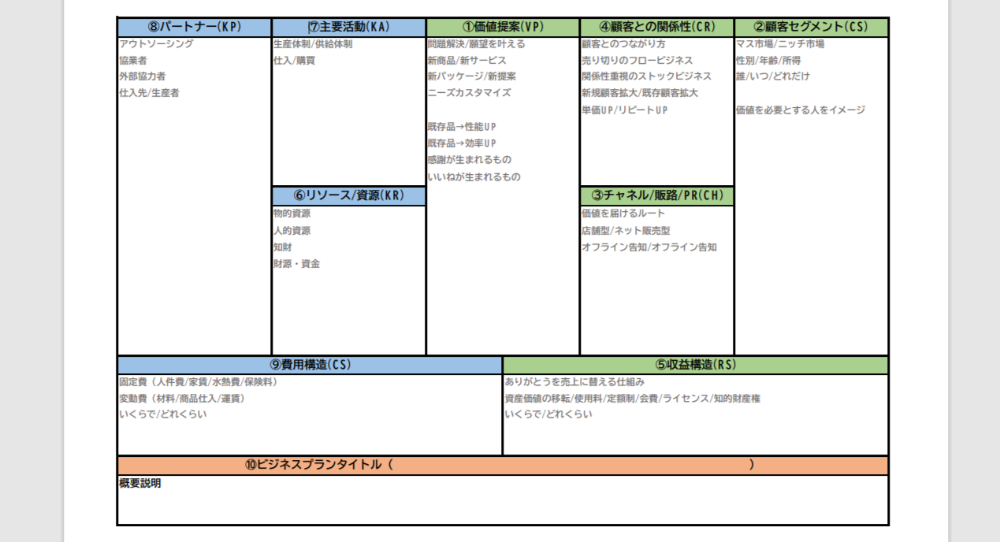 ⑧パートナー(KP)
アウトソーシング
協業者
外部協力者
仕入先/生産者
⑦主要活動(KA)
生産体制/供給体制
仕入/購買
⑥リソース/資源(KR)
物的資源
人的資源
知財
財源・資金
①価値提案(VP)
問題解決/願望を叶える
新商品/新サービス
新パッケージ/新提案
ニーズカスタマイズ
既存品→性能UP
既存品→効率UP
感謝が生まれるもの
いいねが生まれるもの
④顧客との関係性(CR)
顧客とのつながり方
売り切りのフロービジネス
関係性重視のストックビジネス
新規顧客拡大/既存顧客拡大
単価UP/リピートUP
③チャネル/販路/PR(CH)
価値を届けるルート
店舗型/ネット販売型
オフライン告知/オフライン告知
②顧客セグメント(CS)
マス市場/ニッチ市場
性別/年齢/所得
誰/いつ/どれだけ
価値を必要とする人をイメージ
⑨費用構造(CS)
固定費（人件費/家賃/水熱費/保険料）
変動費（材料/商品仕入/運賃）
いくらで/どれくらい
⑤収益構造(RS)
ありがとうを売上に替える仕組み
資産価値の移転/使用料/定額制/会費/ライセンス/知的財産権
いくらで/どれくらい
⑩ビジネスプランタイトル（　　　　　　　　　　）
概要説明